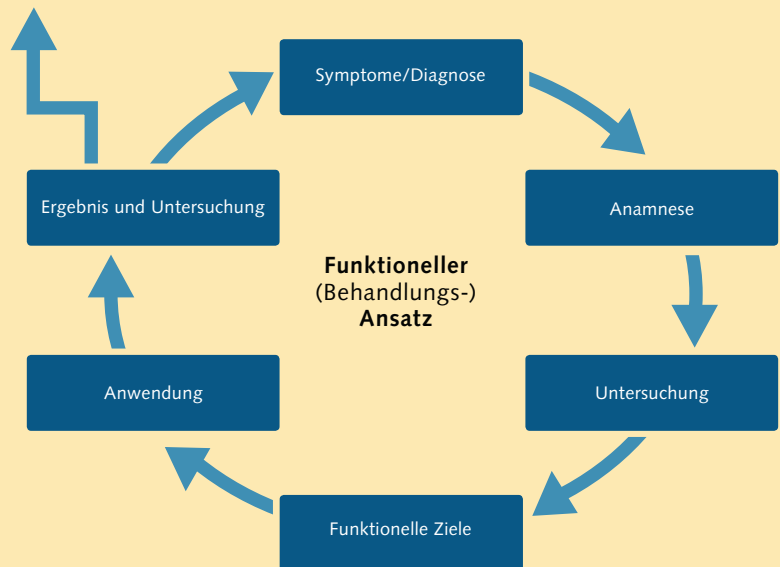 Symptome/Diagnose
Ergebnis und Untersuchung
Anamnese
Funktioneller
(Behandlungs-)
Ansatz
Anwendung
Untersuchung
Funktionelle Ziele